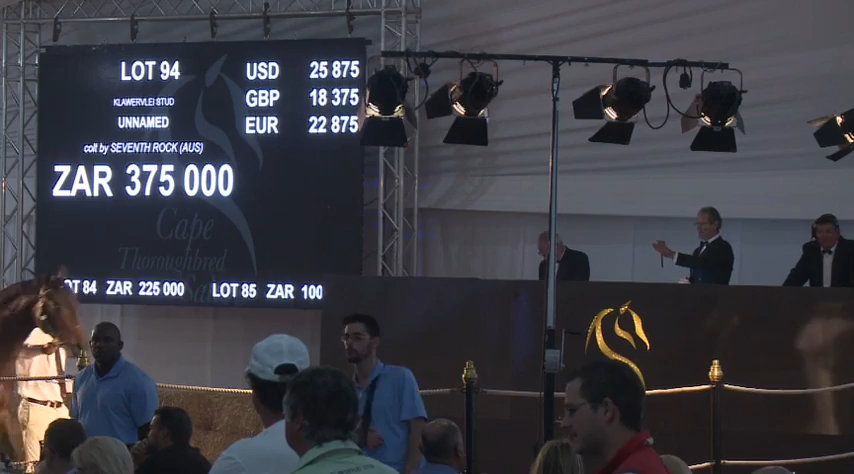 LOT 94
KLAWERVLEI STUD
UNNAMED
colt by SEVENTH ROCK (AUS)
ZAR 375 000
USD 25 875
GBP 18 375
EUR 22 875
Cape
Thoroughbred
Sales
OT 84 ZAR 225 000 LOT 85 ZAR 100